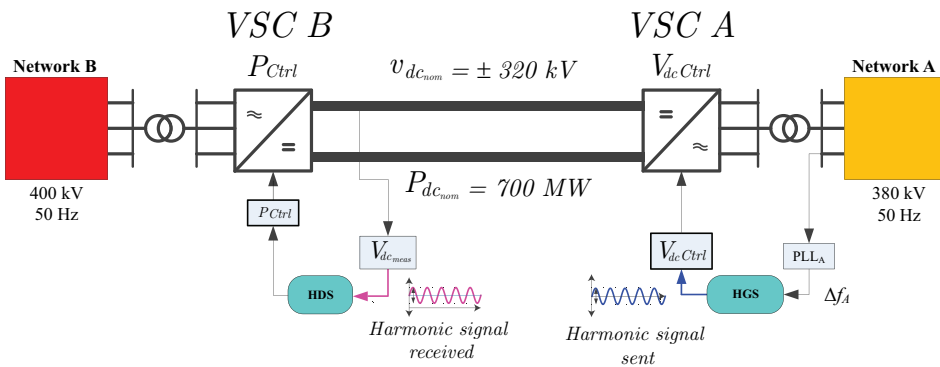 VSC B
VSC A
Network B
P_Ctrl
v_dc_nom = ± 320 kV
V_dc Ctrl
Network A
≈
=
=
≈
P_dc_nom = 700 MW
400 kV
50 Hz
380 kV
50 Hz
P_Ctrl
V_dc_meas
V_dc Ctrl
PLL_A
HDS
HGS
Δf_A
Harmonic signal
received
Harmonic signal
sent